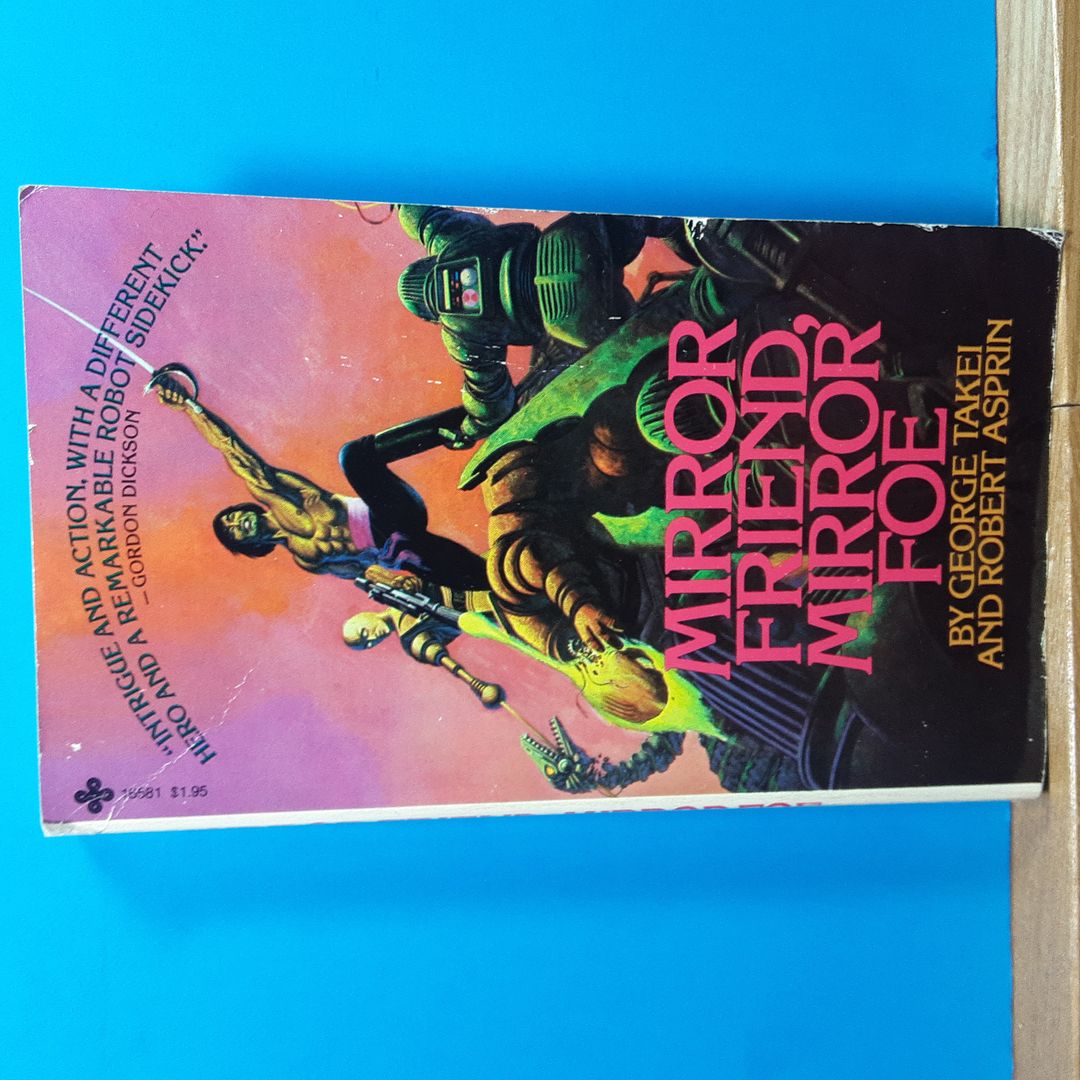 “INTRIGUE AND ACTION, WITH A DIFFERENT
HERO AND A REMARKABLE ROBOT SIDEKICK.”
—GORDON DICKSON
16581 $1.95
MIRROR
FRIEND,
MIRROR
FOE
BY GEORGE TAKEI
AND ROBERT ASPRIN